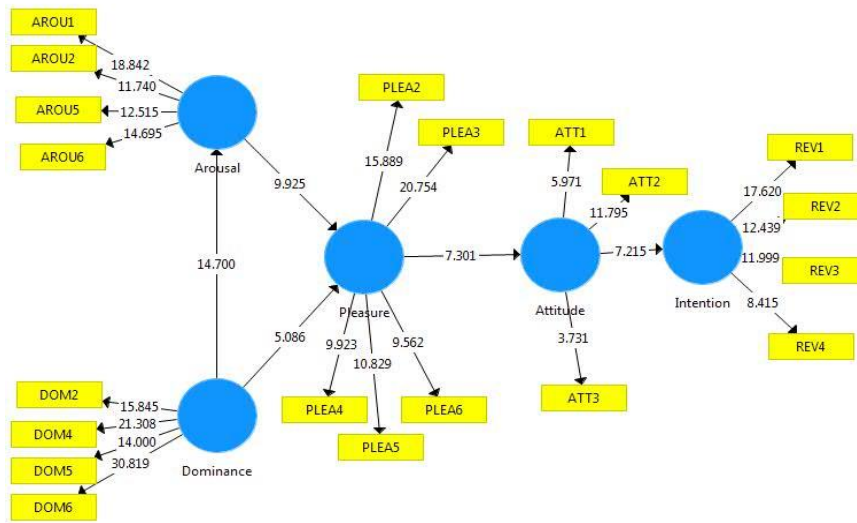 AROU1
AROU2
AROU5
AROU6
18.842
11.740
12.515
14.695
Arousal
9.925
14.700
5.086
DOM2
DOM4
DOM5
DOM6
15.845
21.308
14.000
30.819
Dominance
PLEA2
PLEA3
15.889
20.754
Pleasure
9.923
10.829
9.562
PLEA4
PLEA5
PLEA6
7.301
ATT1
ATT2
5.971
11.795
Attitude
3.731
ATT3
7.215
Intention
17.620
12.439
11.999
8.415
REV1
REV2
REV3
REV4